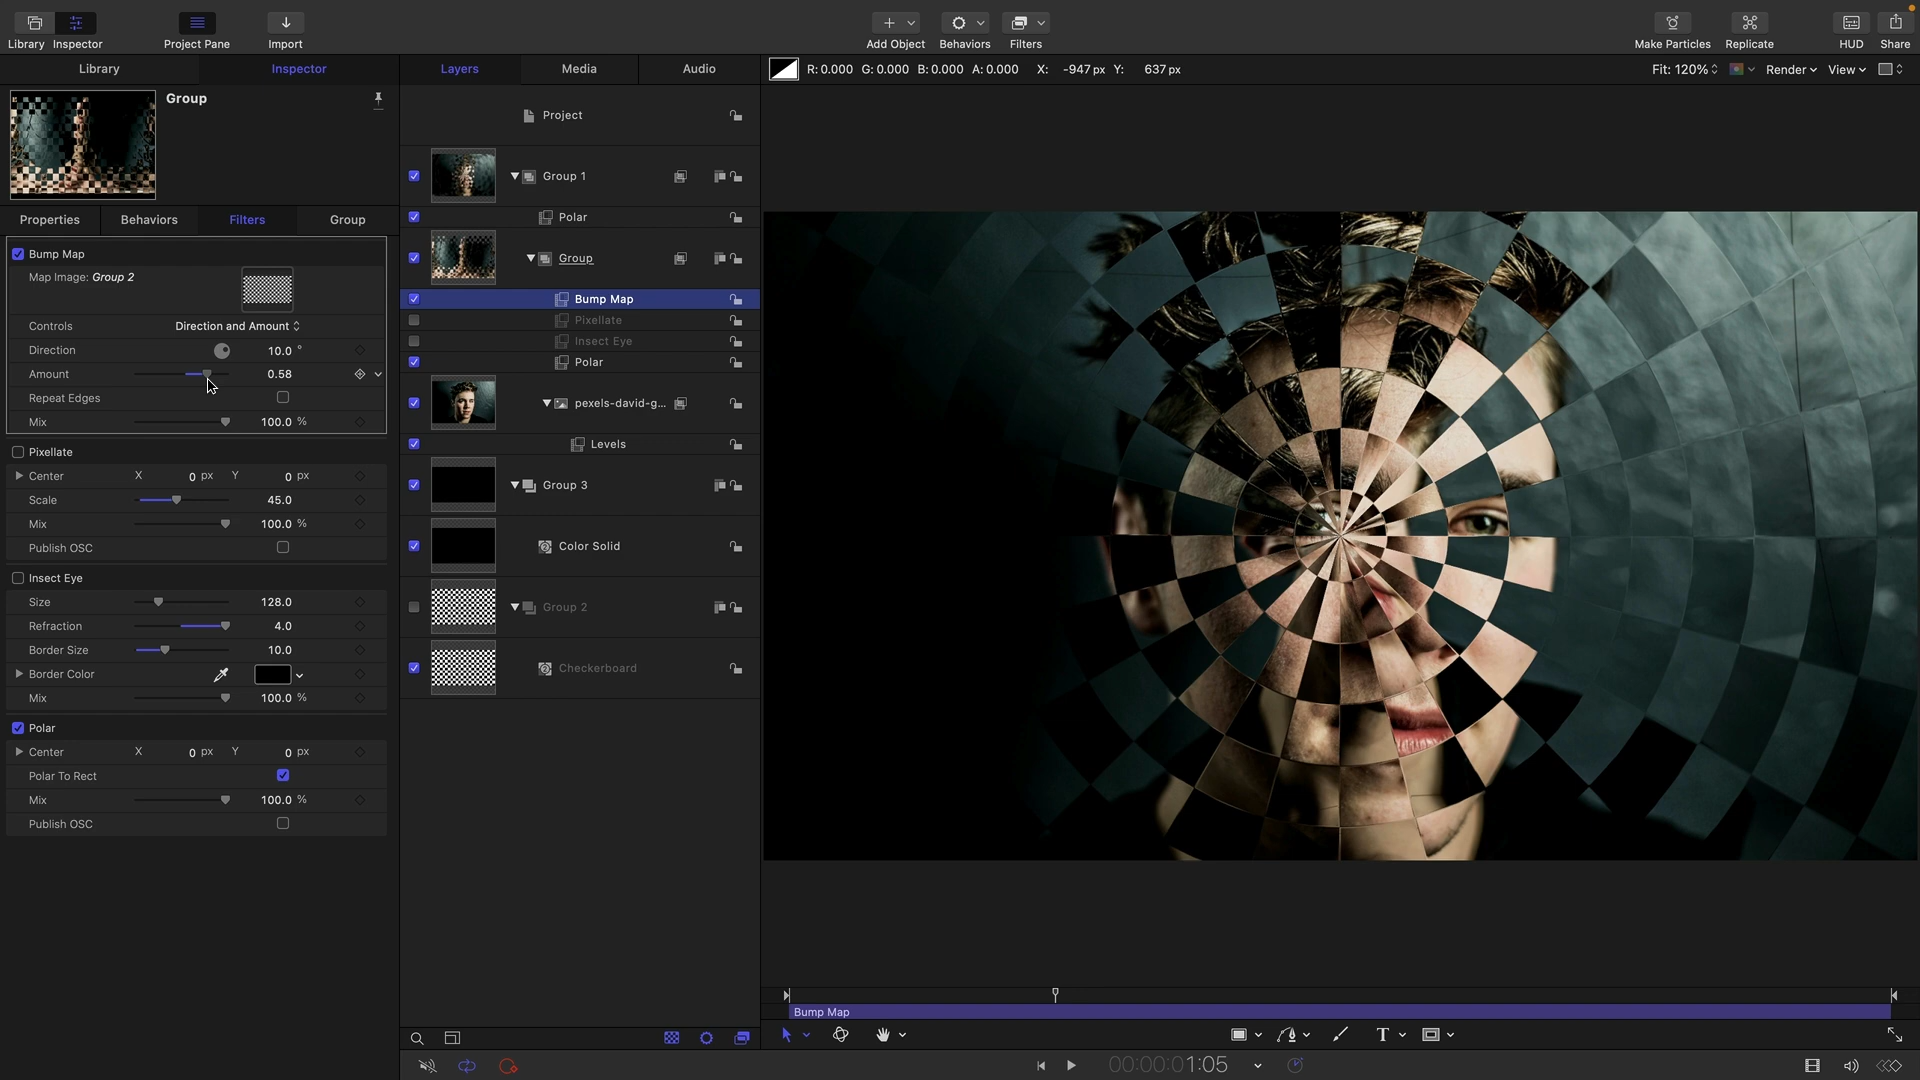 Library Inspector Project Pane Import Add Object Behaviors Filters Make Particles Replicate HUD Share
Library Inspector Layers Media Audio R: 0.000 G: 0.000 B: 0.000 A: 0.000 X: -947 px Y: 637 px Fit: 120% Render View
Group
Properties Behaviors Filters Group
Bump Map
Map Image: Group 2
Controls Direction and Amount
Direction 10.0 °
Amount 0.58
Repeat Edges
Mix 100.0 %
Pixellate
Center X 0 px Y 0 px
Scale 45.0
Mix 100.0 %
Publish OSC
Insect Eye
Size 128.0
Refraction 4.0
Border Size 10.0
Border Color
Mix 100.0 %
Polar
Center X 0 px Y 0 px
Polar To Rect
Mix 100.0 %
Publish OSC
Project
Group 1
Polar
Group
Bump Map
Pixellate
Insect Eye
Polar
pexels-david-g...
Levels
Group 3
Color Solid
Group 2
Checkerboard
Bump Map
T
00:00:01:05